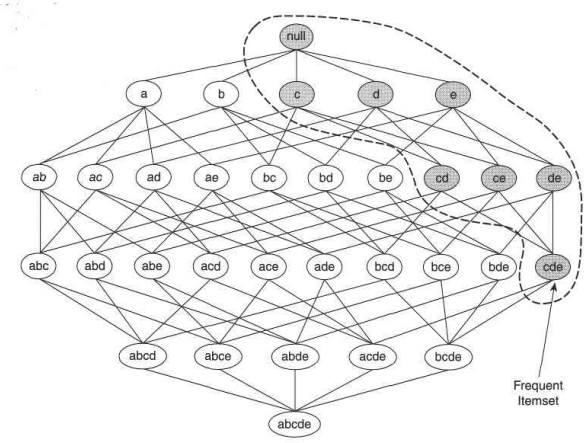 null
a b c d e
ab ac ad ae bc bd be cd ce de
abc abd abe acd ace ade bcd bce bde cde
abcd abce abde acde bcde
Frequent
Itemset
abcde